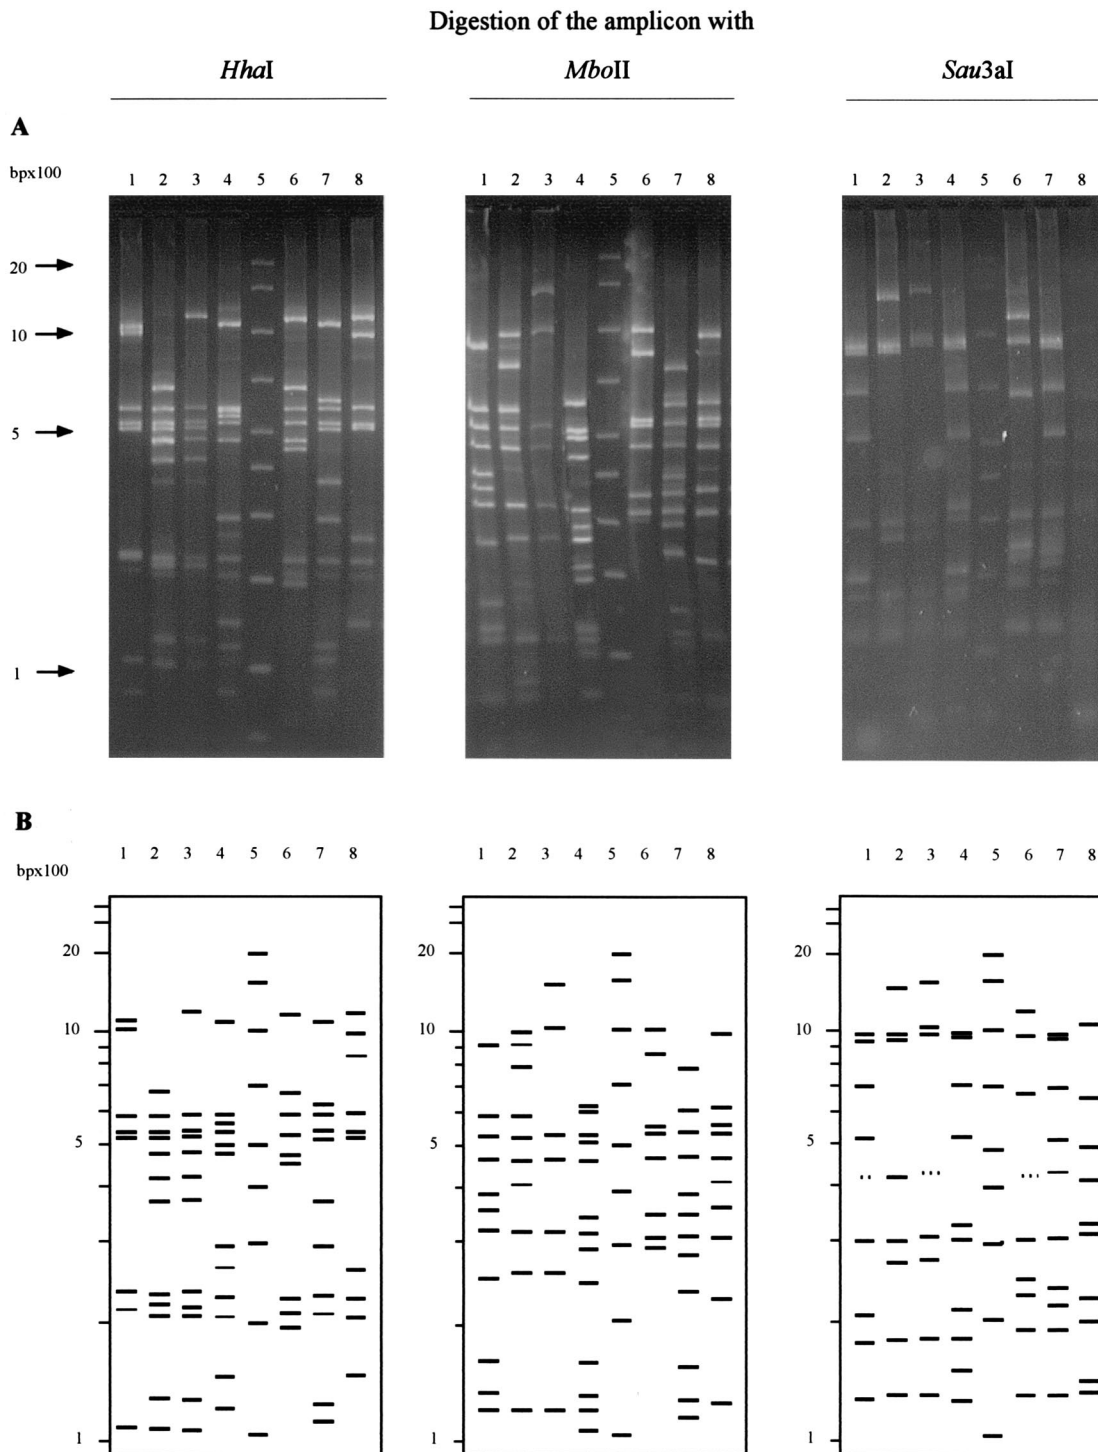 Digestion of the amplicon with
HhaI MboII Sau3aI
A
bpx100
1 2 3 4 5 6 7 8 1 2 3 4 5 6 7 8 1 2 3 4 5 6 7 8
20
10
5
1
B
bpx100
1 2 3 4 5 6 7 8 1 2 3 4 5 6 7 8 1 2 3 4 5 6 7 8
20 20 20
10 10 10
5 5 5
1 1 1